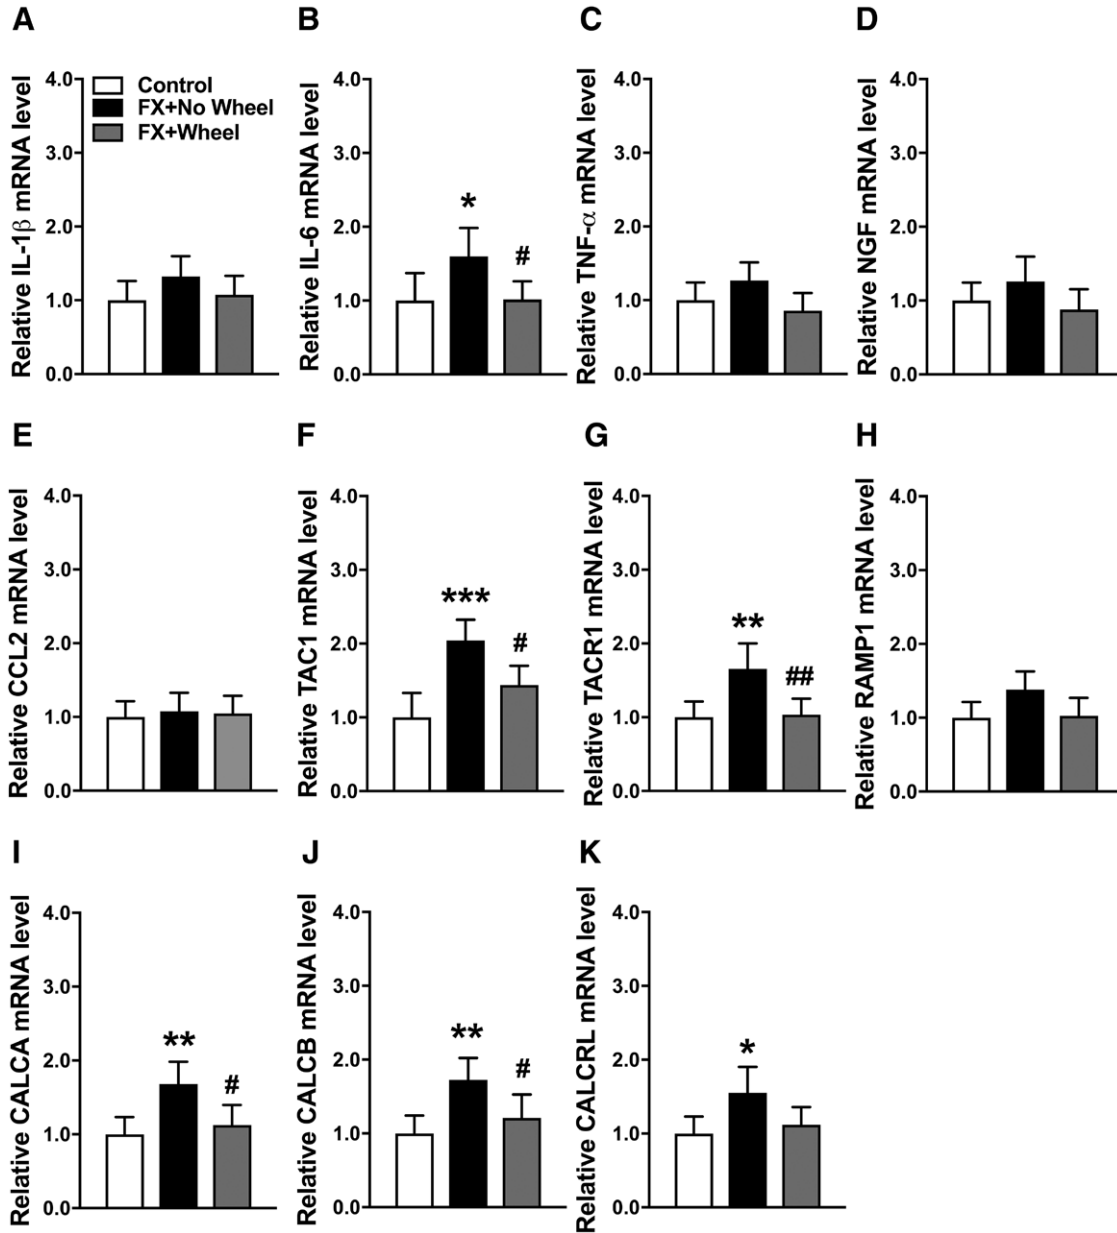 A
Relative IL-1β mRNA level
4.0
3.0
2.0
1.0
0.0
Control
FX+No Wheel
FX+Wheel
B
Relative IL-6 mRNA level
4.0
3.0
2.0
1.0
0.0
*
#
C
Relative TNF-α mRNA level
4.0
3.0
2.0
1.0
0.0
D
Relative NGF mRNA level
4.0
3.0
2.0
1.0
0.0
E
Relative CCL2 mRNA level
4.0
3.0
2.0
1.0
0.0
F
Relative TAC1 mRNA level
4.0
3.0
2.0
1.0
0.0
***
#
G
Relative TACR1 mRNA level
4.0
3.0
2.0
1.0
0.0
**
##
H
Relative RAMP1 mRNA level
4.0
3.0
2.0
1.0
0.0
I
Relative CALCA mRNA level
4.0
3.0
2.0
1.0
0.0
**
#
J
Relative CALCB mRNA level
4.0
3.0
2.0
1.0
0.0
**
#
K
Relative CALCRL mRNA level
4.0
3.0
2.0
1.0
0.0
*